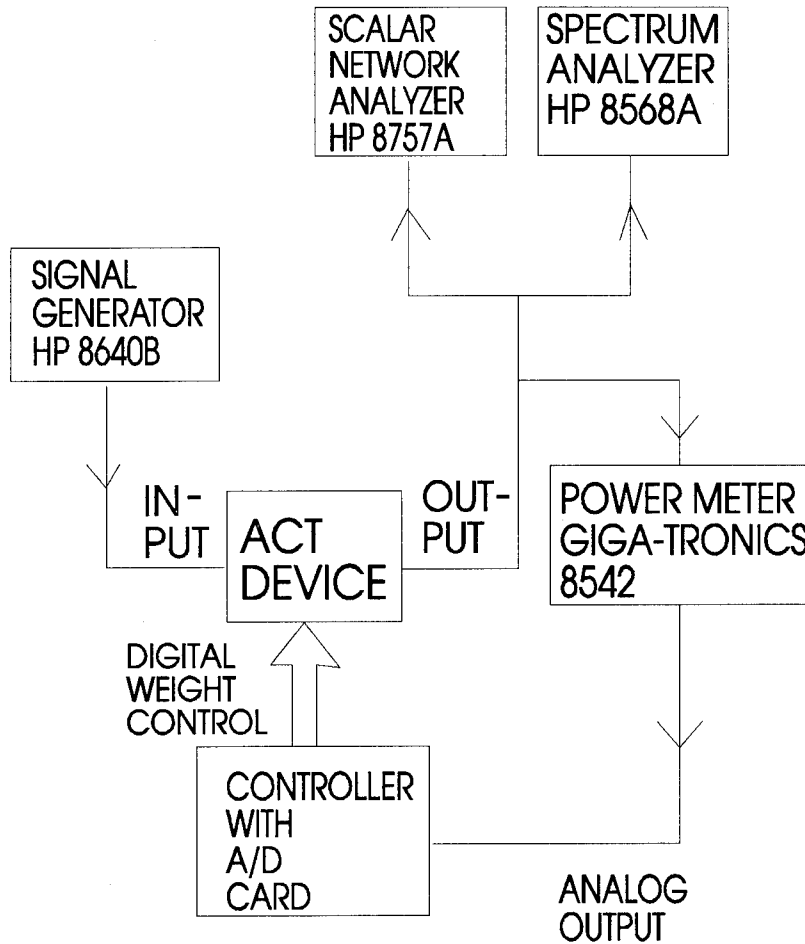 SCALAR
NETWORK
ANALYZER
HP 8757A
SPECTRUM
ANALYZER
HP 8568A
SIGNAL
GENERATOR
HP 8640B
IN-
PUT
ACT
DEVICE
OUT-
PUT
POWER METER
GIGA-TRONICS
8542
DIGITAL
WEIGHT
CONTROL
CONTROLLER
WITH
A/D
CARD
ANALOG
OUTPUT